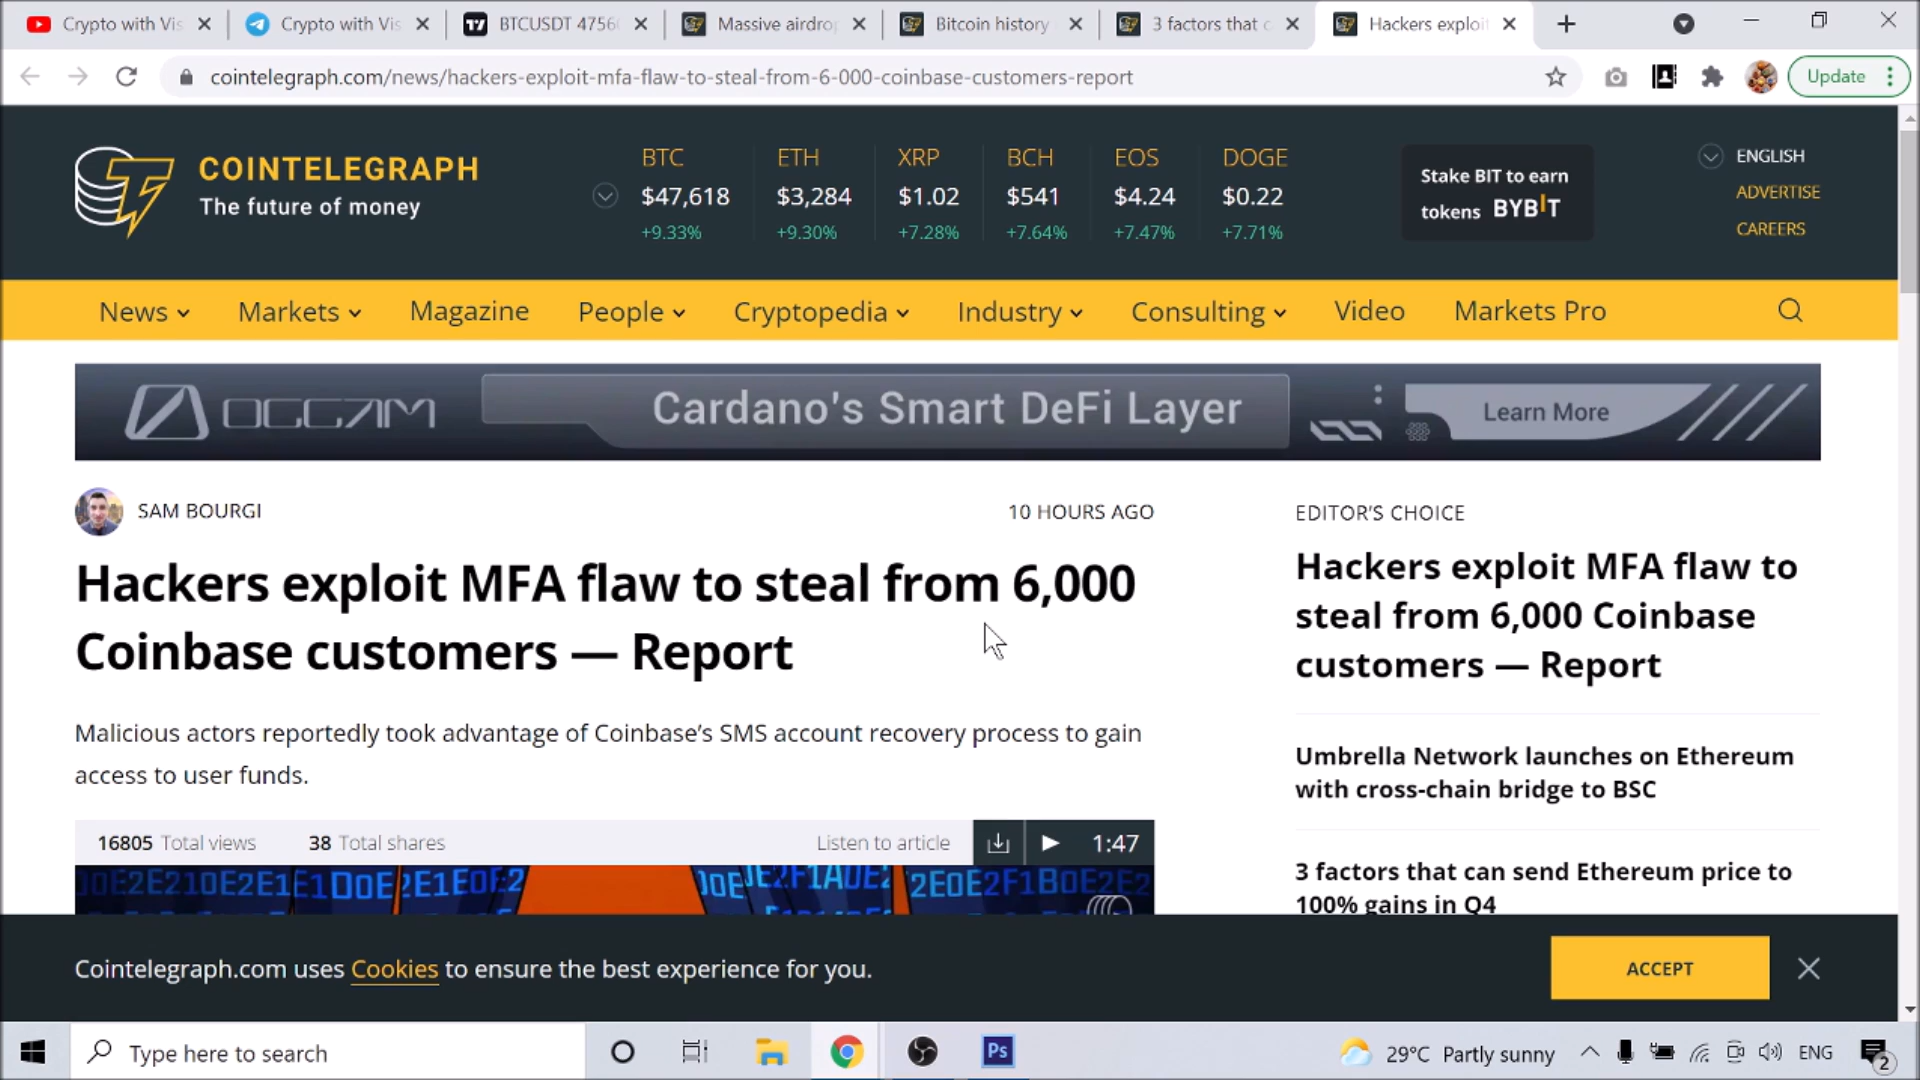 Crypto with Vis
Crypto with Vis
BTCUSDT 4756
Massive airdrop
Bitcoin history
3 factors that c
Hackers exploit
cointelegraph.com/news/hackers-exploit-mfa-flaw-to-steal-from-6-000-coinbase-customers-report
Update
COINTELEGRAPH
The future of money
BTC ETH XRP BCH EOS DOGE
$47,618 $3,284 $1.02 $541 $4.24 $0.22
+9.33% +9.30% +7.28% +7.64% +7.47% +7.71%
Stake BIT to earn
tokens BYBIT
ENGLISH
ADVERTISE
CAREERS
News Markets Magazine People Cryptopedia Industry Consulting Video Markets Pro
OCCAM
Cardano's Smart DeFi Layer
Learn More
SAM BOURGI
10 HOURS AGO
Hackers exploit MFA flaw to steal from 6,000
Coinbase customers — Report
Malicious actors reportedly took advantage of Coinbase's SMS account recovery process to gain
access to user funds.
16805 Total views 38 Total shares Listen to article 1:47
EDITOR'S CHOICE
Hackers exploit MFA flaw to
steal from 6,000 Coinbase
customers — Report
Umbrella Network launches on Ethereum
with cross-chain bridge to BSC
3 factors that can send Ethereum price to
100% gains in Q4
Cointelegraph.com uses Cookies to ensure the best experience for you.
ACCEPT
Type here to search
Ps
29°C Partly sunny
ENG
2